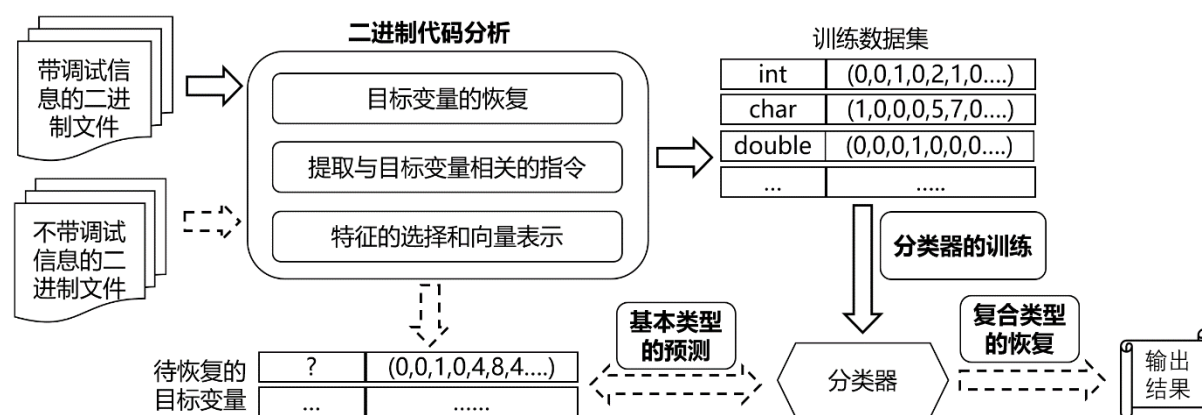 二进制代码分析
带调试信
息的二进
制文件
目标变量的恢复
提取与目标变量相关的指令
特征的选择和向量表示
不带调试
信息的二
进制文件
训练数据集
int (0,0,1,0,2,1,0....)
char (1,0,0,0,5,7,0....)
double (0,0,0,1,0,0,0....)
... .....
分类器的训练
待恢复的
目标变量
? (0,0,1,0,4,8,4....)
... ......
基本类型
的预测
分类器
复合类型
的恢复
输出
结果